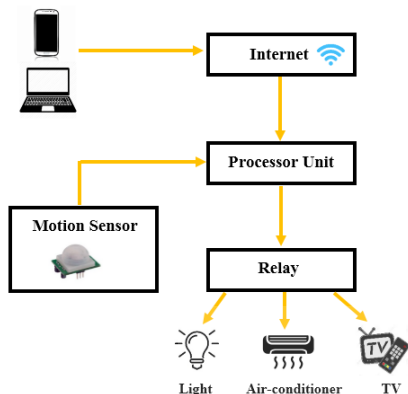 Internet
Processor Unit
Motion Sensor
Relay
TV
Light
Air-conditioner
TV